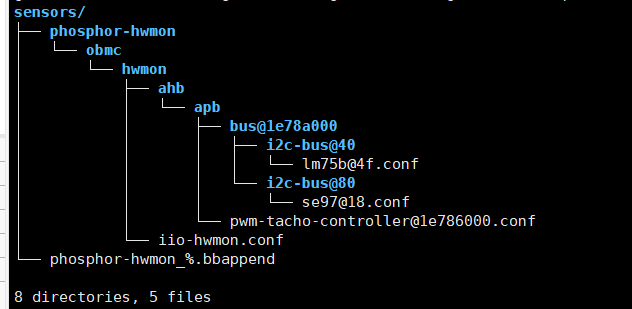 sensors/
├── phosphor-hwmon
│   └── obmc
│       └── hwmon
│           ├── ahb
│           │   └── apb
│           │       ├── bus@1e78a000
│           │       │   ├── i2c-bus@40
│           │       │   │   └── lm75b@4f.conf
│           │       │   └── i2c-bus@80
│           │       │       └── se97@18.conf
│           │       └── pwm-tacho-controller@1e786000.conf
│           └── iio-hwmon.conf
└── phosphor-hwmon_%.bbappend
8 directories, 5 files